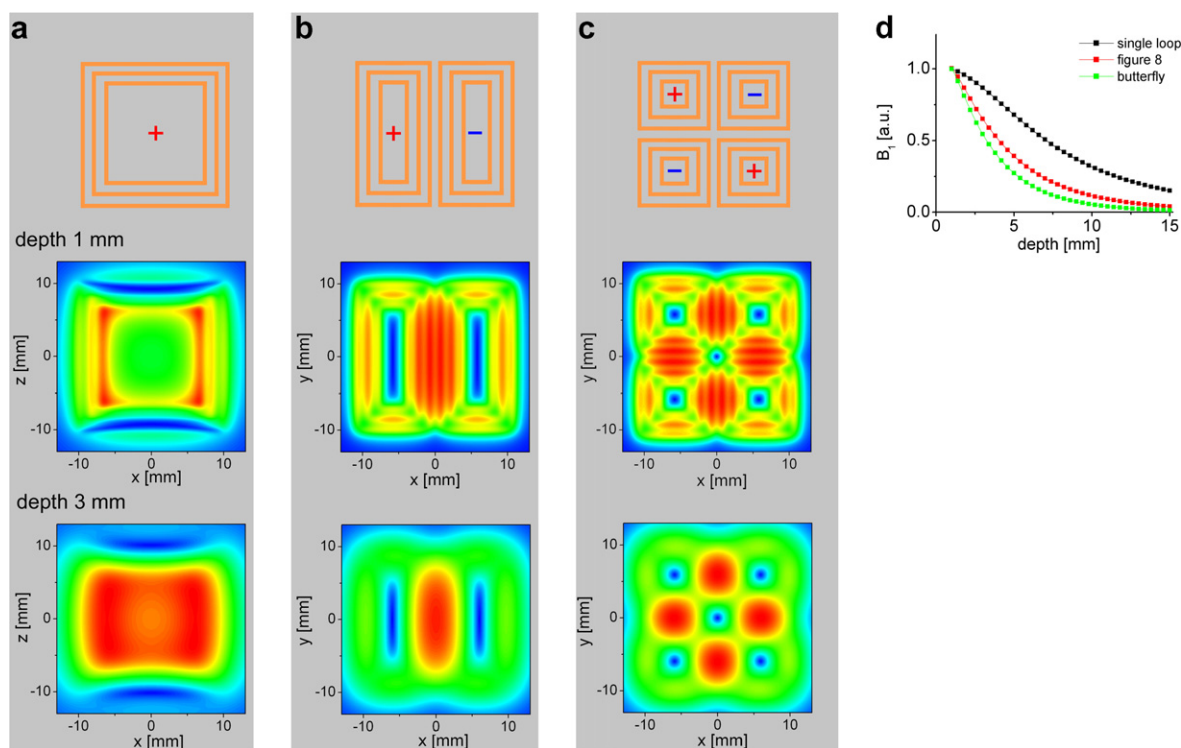 a
+
depth 1 mm
z [mm]
10
0
-10
-10 0 10
x [mm]
depth 3 mm
z [mm]
10
0
-10
-10 0 10
x [mm]
b
+ −
y [mm]
10
0
-10
-10 0 10
x [mm]
y [mm]
10
0
-10
-10 0 10
x [mm]
c
+ −
− +
y [mm]
10
0
-10
-10 0 10
x [mm]
y [mm]
10
0
-10
-10 0 10
x [mm]
d
single loop
figure 8
butterfly
B1 [a.u.]
1.0
0.5
0.0
0 5 10 15
depth [mm]